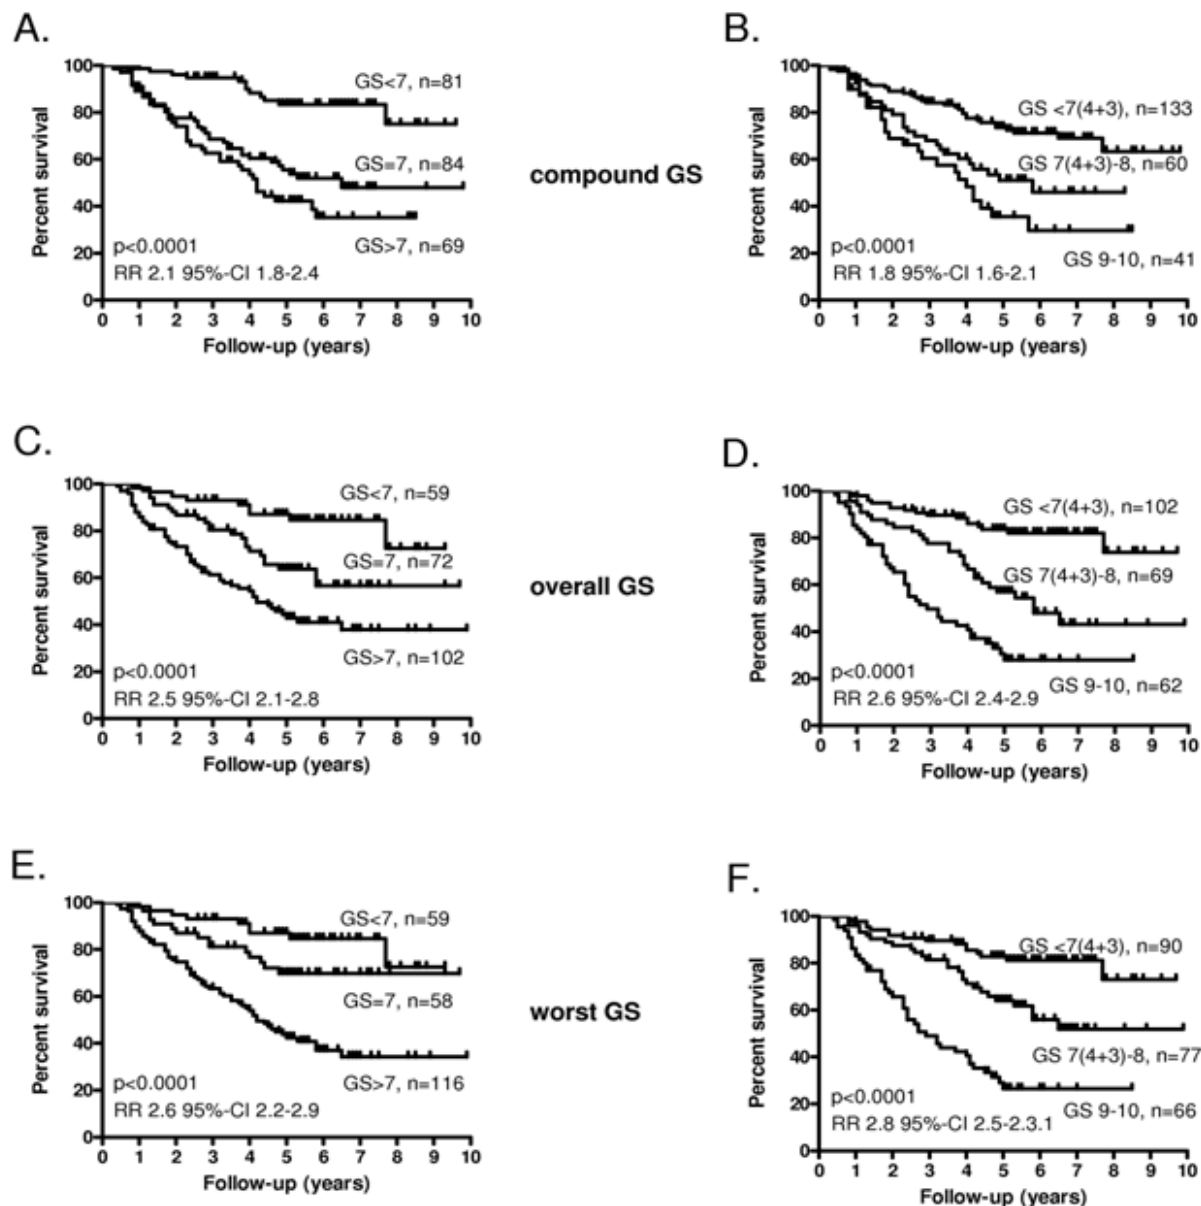 A.
100
80
60
40
20
0
Percent survival
GS<7, n=81
GS=7, n=84
GS>7, n=69
p<0.0001
RR 2.1 95%-CI 1.8-2.4
0 1 2 3 4 5 6 7 8 9 10
Follow-up (years)
compound GS
B.
100
80
60
40
20
0
Percent survival
GS <7(4+3), n=133
GS 7(4+3)-8, n=60
GS 9-10, n=41
p<0.0001
RR 1.8 95%-CI 1.6-2.1
0 1 2 3 4 5 6 7 8 9 10
Follow-up (years)
C.
100
80
60
40
20
0
Percent survival
GS<7, n=59
GS=7, n=72
GS>7, n=102
p<0.0001
RR 2.5 95%-CI 2.1-2.8
0 1 2 3 4 5 6 7 8 9 10
Follow-up (years)
overall GS
D.
100
80
60
40
20
0
Percent survival
GS <7(4+3), n=102
GS 7(4+3)-8, n=69
GS 9-10, n=62
p<0.0001
RR 2.6 95%-CI 2.4-2.9
0 1 2 3 4 5 6 7 8 9 10
Follow-up (years)
E.
100
80
60
40
20
0
Percent survival
GS<7, n=59
GS=7, n=58
GS>7, n=116
p<0.0001
RR 2.6 95%-CI 2.2-2.9
0 1 2 3 4 5 6 7 8 9 10
Follow-up (years)
worst GS
F.
100
80
60
40
20
0
Percent survival
GS <7(4+3), n=90
GS 7(4+3)-8, n=77
GS 9-10, n=66
p<0.0001
RR 2.8 95%-CI 2.5-2.3.1
0 1 2 3 4 5 6 7 8 9 10
Follow-up (years)